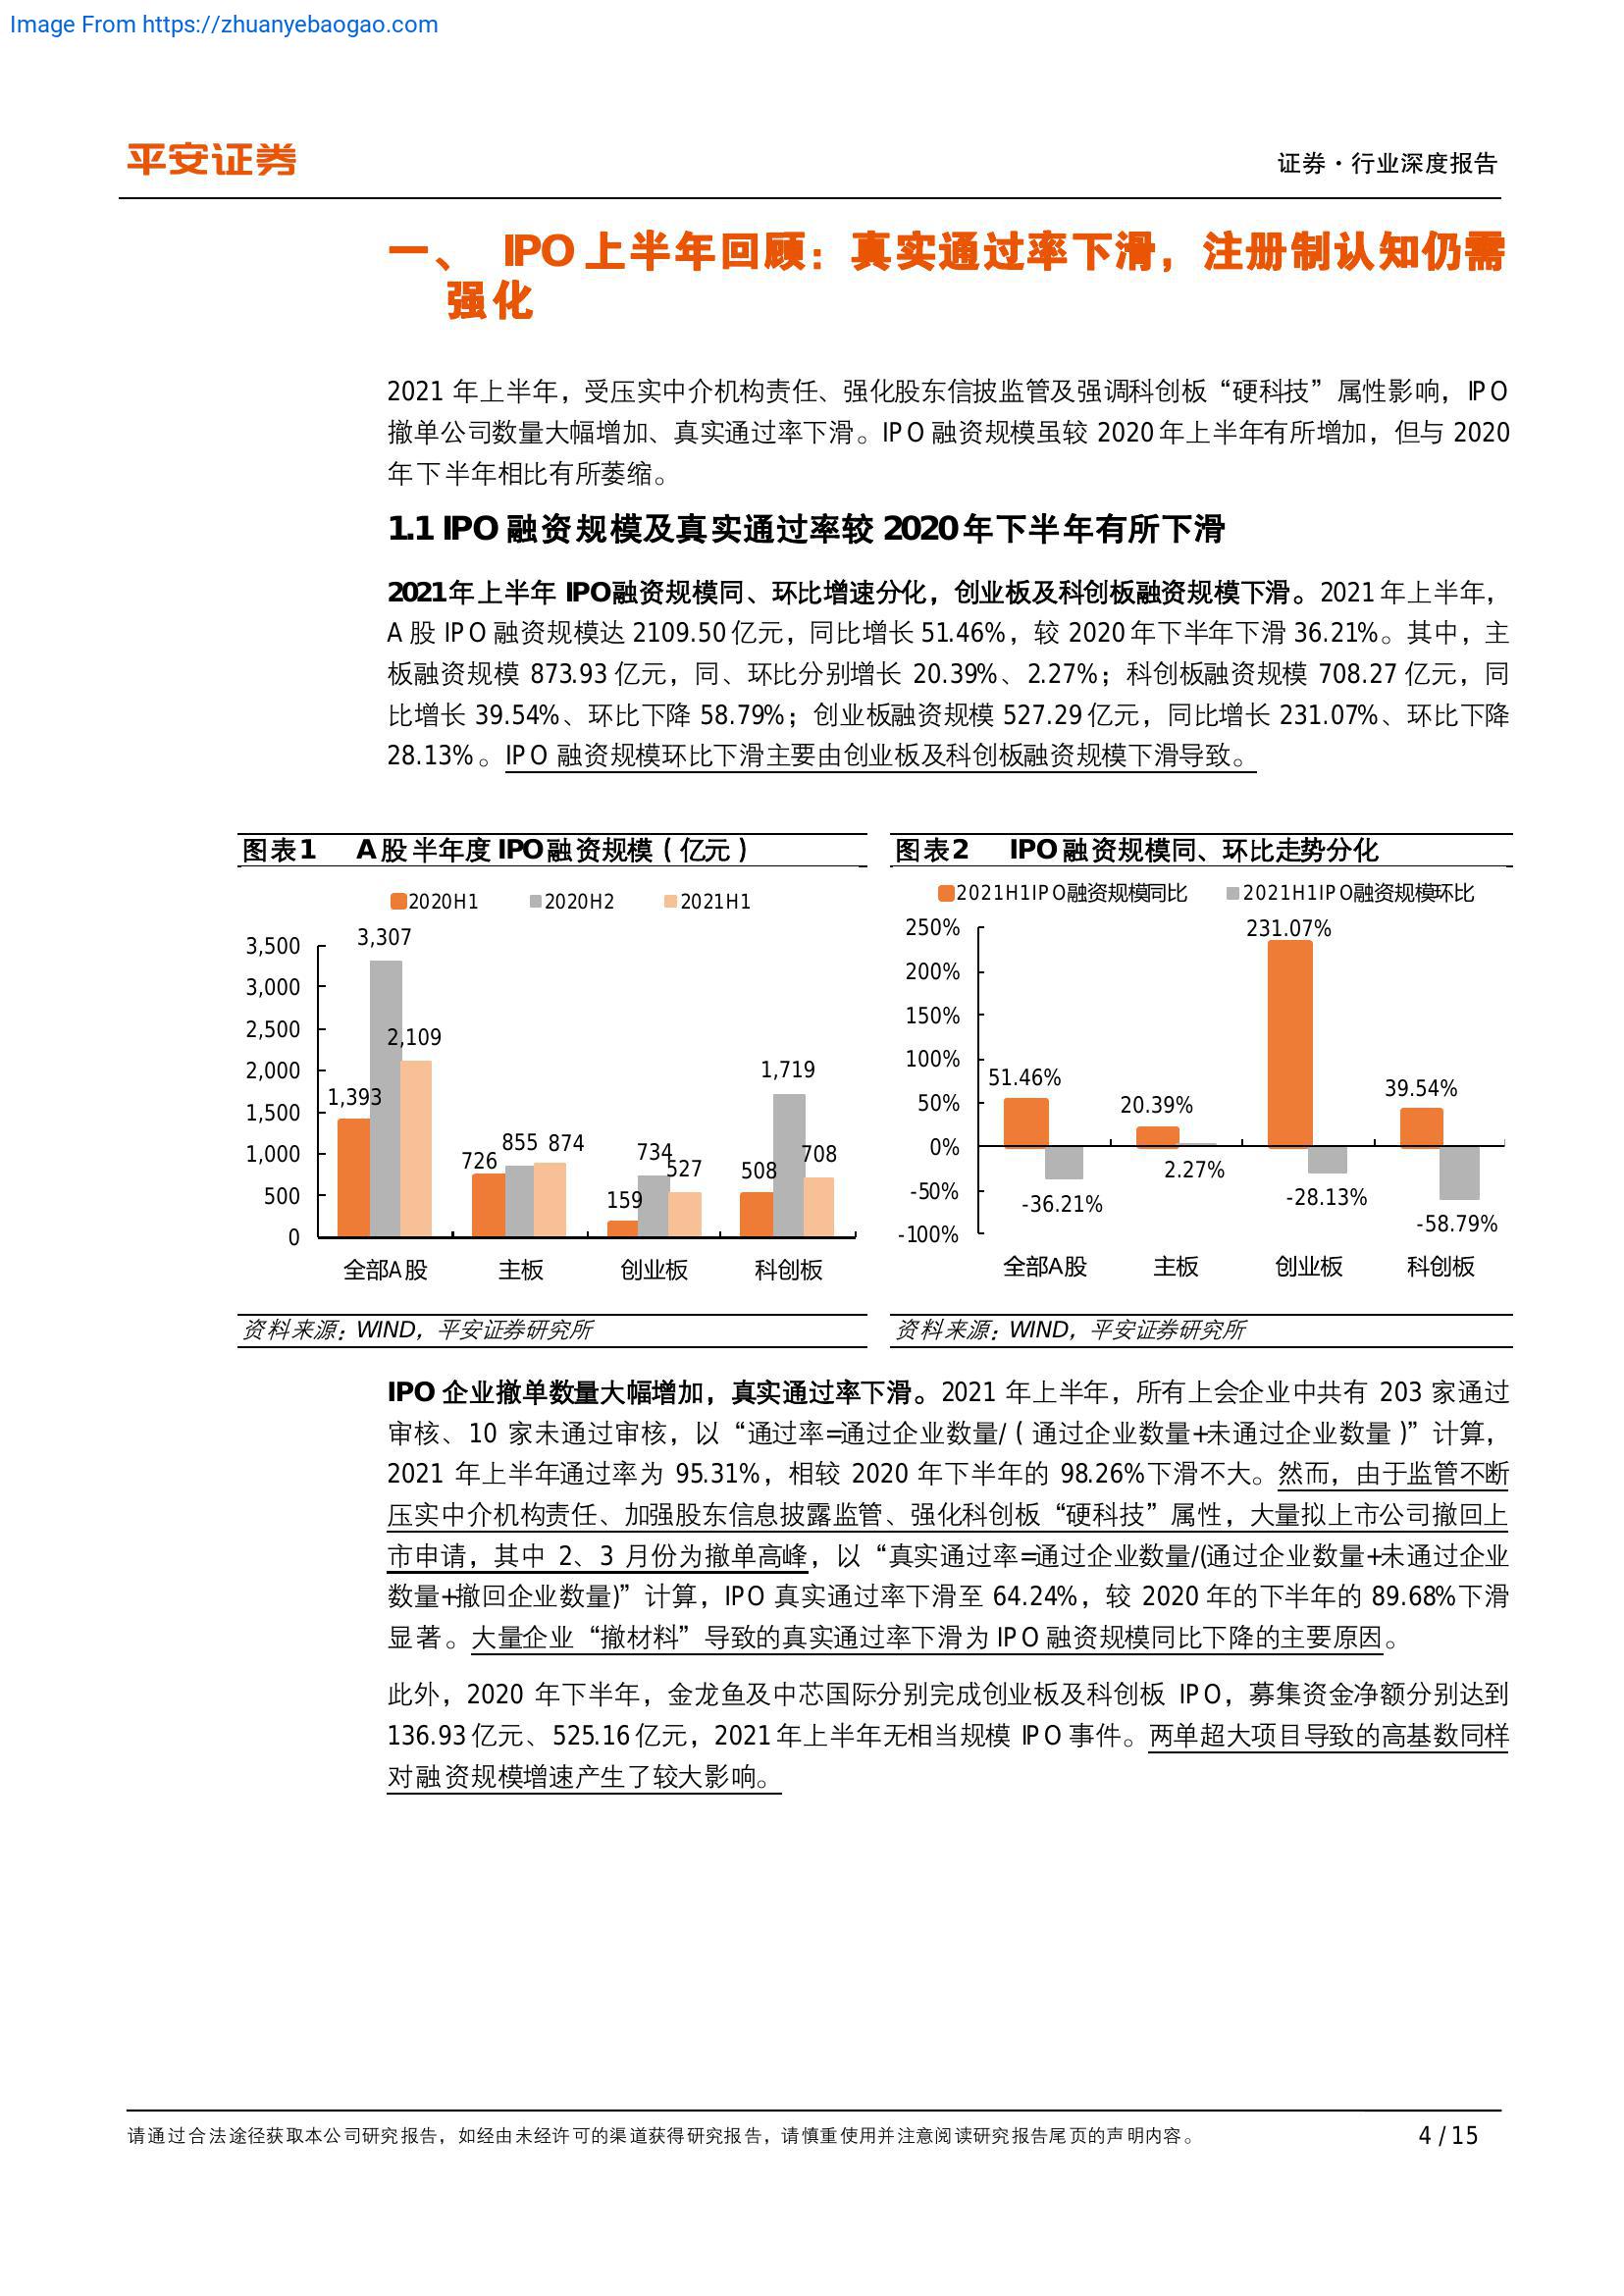 Image From https://zhuanyebaogao.com
平安证券
证券·行业深度报告
一、 IPO 上半年回顾：真实通过率下滑，注册制认知仍需
强化
2021 年上半年，受压实中介机构责任、强化股东信披监管及强调科创板“硬科技”属性影响，IPO
撤单公司数量大幅增加、真实通过率下滑。IPO 融资规模虽较 2020 年上半年有所增加，但与 2020
年下半年相比有所萎缩。
1.1 IPO 融资规模及真实通过率较 2020 年下半年有所下滑
2021 年上半年 IPO 融资规模同、环比增速分化，创业板及科创板融资规模下滑。2021 年上半年，
A 股 IPO 融资规模达 2109.50 亿元，同比增长 51.46%，较 2020 年下半年下滑 36.21%。其中，主
板融资规模 873.93 亿元，同、环比分别增长 20.39%、2.27%；科创板融资规模 708.27 亿元，同
比增长 39.54%、环比下降 58.79%；创业板融资规模 527.29 亿元，同比增长 231.07%、环比下降
28.13%。IPO 融资规模环比下滑主要由创业板及科创板融资规模下滑导致。
图表1 A 股半年度 IPO 融资规模（亿元）
2020H1 2020H2 2021H1
3,500
3,000
2,500
2,000
1,500
1,000
500
0
1,393
3,307
2,109
726
855
874
159
734
527
508
1,719
708
全部A股 主板 创业板 科创板
资料来源：WIND，平安证券研究所
图表2 IPO 融资规模同、环比走势分化
2021H1IPO融资规模同比 2021H1IPO融资规模环比
250%
200%
150%
100%
50%
0%
-50%
-100%
51.46%
-36.21%
20.39%
2.27%
231.07%
-28.13%
39.54%
-58.79%
全部A股 主板 创业板 科创板
资料来源：WIND，平安证券研究所
IPO 企业撤单数量大幅增加，真实通过率下滑。2021 年上半年，所有上会企业中共有 203 家通过
审核、10 家未通过审核，以“通过率=通过企业数量/（通过企业数量+未通过企业数量）”计算，
2021 年上半年通过率为 95.31%，相较 2020 年下半年的 98.26%下滑不大。然而，由于监管不断
压实中介机构责任、加强股东信息披露监管、强化科创板“硬科技”属性，大量拟上市公司撤回上
市申请，其中 2、3 月份为撤单高峰，以“真实通过率=通过企业数量/(通过企业数量+未通过企业
数量+撤回企业数量)”计算，IPO 真实通过率下滑至 64.24%，较 2020 年的下半年的 89.68%下滑
显著。大量企业“撤材料”导致的真实通过率下滑为 IPO 融资规模同比下降的主要原因。
此外，2020 年下半年，金龙鱼及中芯国际分别完成创业板及科创板 IPO，募集资金净额分别达到
136.93 亿元、525.16 亿元，2021 年上半年无相当规模 IPO 事件。两单超大项目导致的高基数同样
对融资规模增速产生了较大影响。
请通过合法途径获取本公司研究报告，如经由未经许可的渠道获得研究报告，请慎重使用并注意阅读研究报告尾页的声明内容。
4 / 15